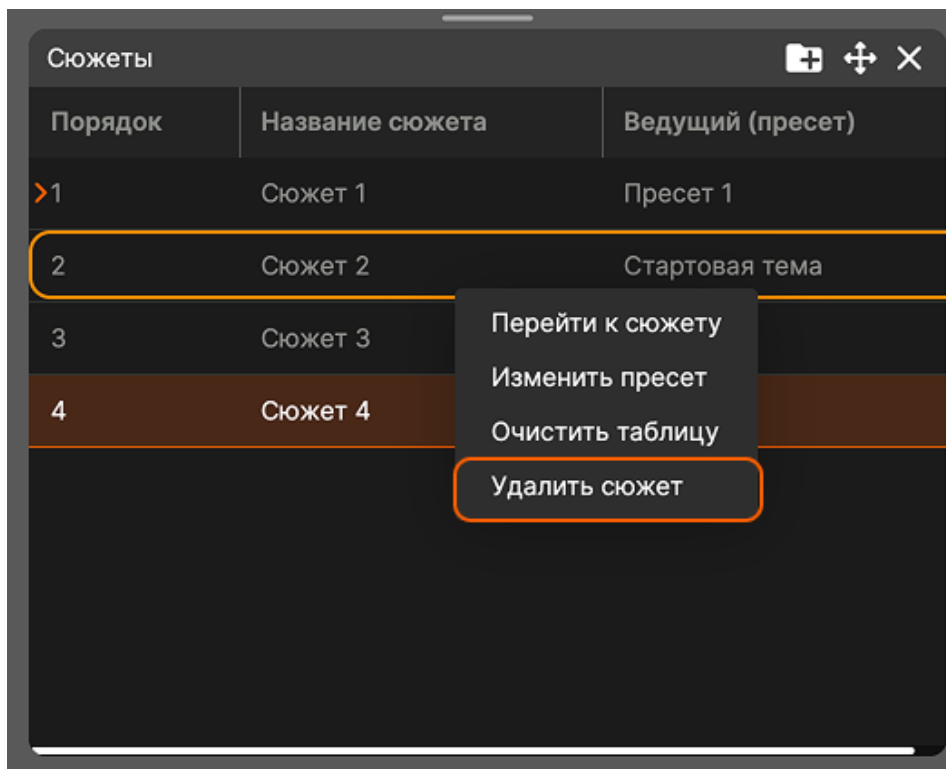 Сюжеты
Порядок Название сюжета Ведущий (пресет)
1 Сюжет 1 Пресет 1
2 Сюжет 2 Стартовая тема
3 Сюжет 3
4 Сюжет 4
Перейти к сюжету
Изменить пресет
Очистить таблицу
Удалить сюжет